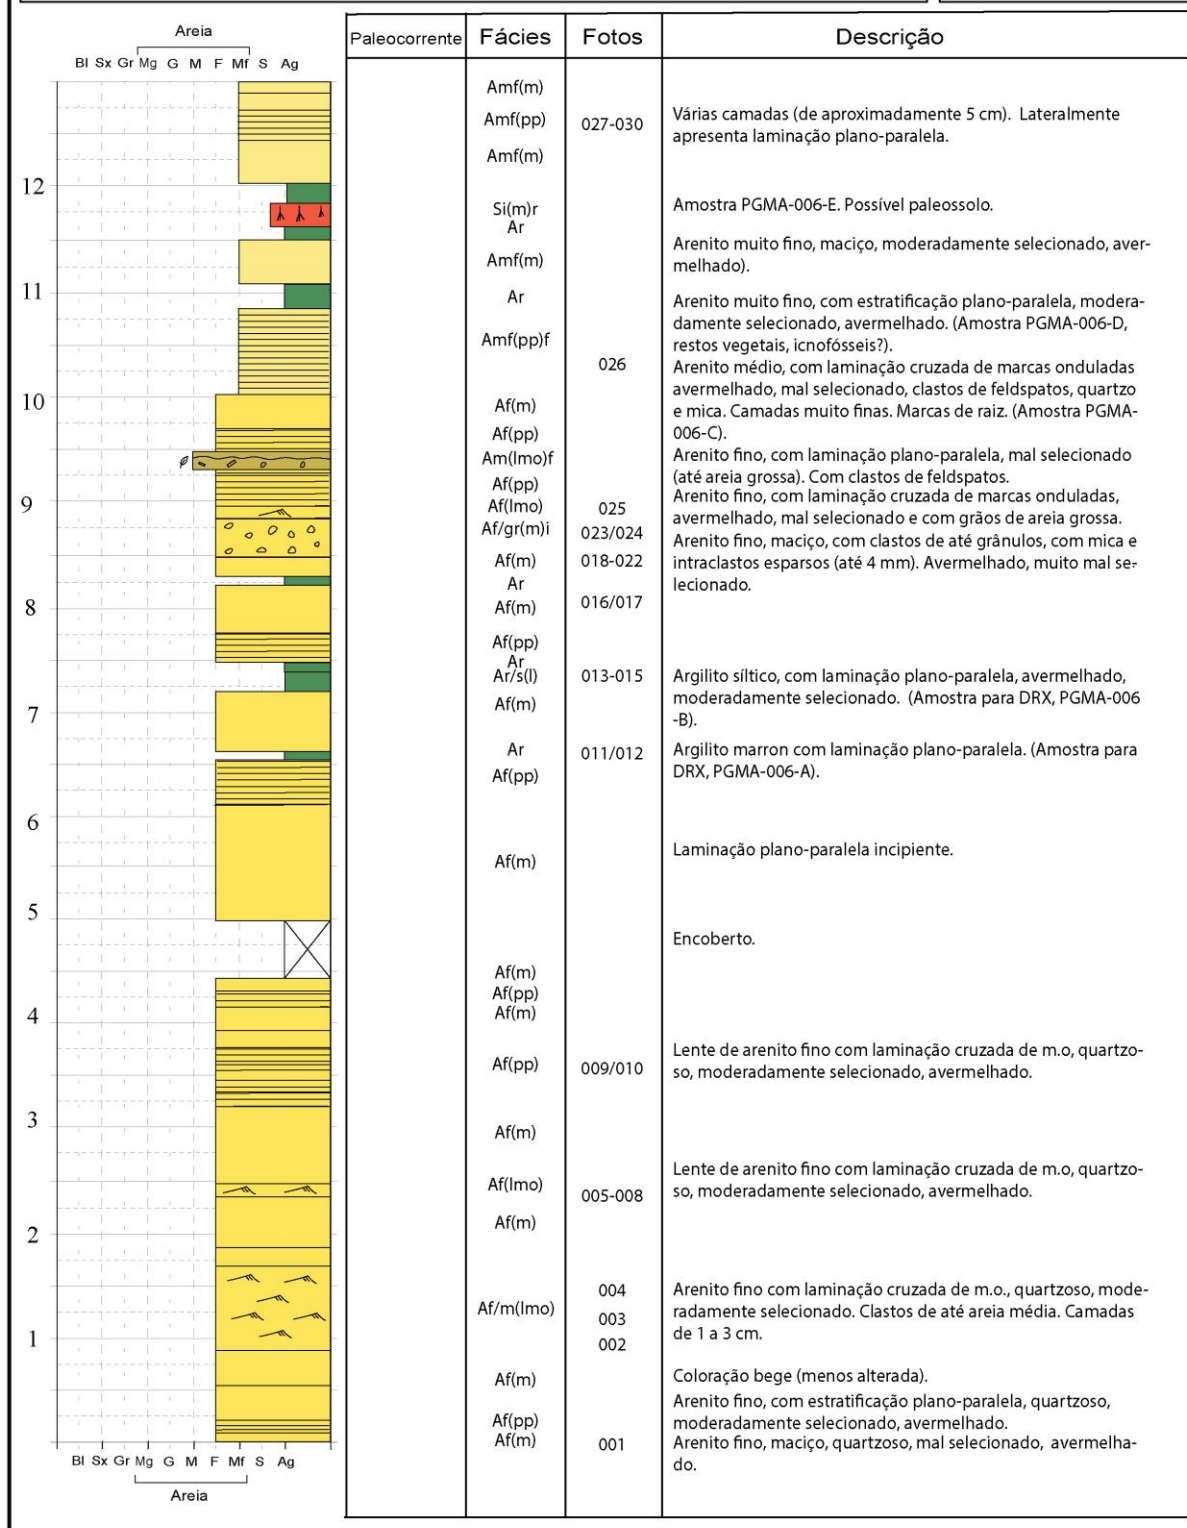 Areia
Bl Sx Gr Mg G M F Mf S Ag
Paleocorrente Fácies Fotos Descrição
Amf(m)
Amf(pp) 027-030 Várias camadas (de aproximadamente 5 cm). Lateralmente
apresenta laminação plano-paralela.
Amf(m)
12
Si(m)r Amostra PGMA-006-E. Possível paleossolo.
Ar
Arenito muito fino, maciço, moderadamente selecionado, aver-
Amf(m) melhado).
11
Ar Arenito muito fino, com estratificação plano-paralela, modera-
damente selecionado, avermelhado. (Amostra PGMA-006-D,
Amf(pp)f restos vegetais, icnofósseis?).
026 Arenito médio, com laminação cruzada de marcas onduladas
avermelhado, mal selecionado, clastos de feldspatos, quartzo
10 Af(m) e mica. Camadas muito finas. Marcas de raiz. (Amostra PGMA-
Af(pp) 006-C).
Am(lmo)f Arenito fino, com laminação plano-paralela, mal selecionado
(até areia grossa). Com clastos de feldspatos.
Af(pp)
9 Af(lmo) 025 Arenito fino, com laminação cruzada de marcas onduladas,
avermelhado, mal selecionado e com grãos de areia grossa.
Af/gr(m)i 023/024
Arenito fino, maciço, com clastos de até grânulos, com mica e
Af(m) 018-022 intraclastos esparsos (até 4 mm). Avermelhado, muito mal se-
Ar lecionado.
8 Af(m) 016/017
Af(pp)
Ar
Ar/s(l) 013-015 Argilito síltico, com laminação plano-paralela, avermelhado,
7 Af(m) moderadamente selecionado. (Amostra para DRX, PGMA-006
-B).
Ar 011/012 Argilito marron com laminação plano-paralela. (Amostra para
Af(pp) DRX, PGMA-006-A).
6
Af(m) Laminação plano-paralela incipiente.
5
Encoberto.
Af(m)
Af(pp)
4 Af(m)
Lente de arenito fino com laminação cruzada de m.o, quartzo-
Af(pp) 009/010 so, moderadamente selecionado, avermelhado.
3
Af(m)
Lente de arenito fino com laminação cruzada de m.o, quartzo-
Af(lmo) 005-008 so, moderadamente selecionado, avermelhado.
2 Af(m)
004 Arenito fino com laminação cruzada de m.o., quartzoso, mode-
Af/m(lmo) 003 radamente selecionado. Clastos de até areia média. Camadas
1 002 de 1 a 3 cm.
Af(m) Coloração bege (menos alterada).
Arenito fino, com estratificação plano-paralela, quartzoso,
Af(pp) moderadamente selecionado, avermelhado.
Af(m) 001 Arenito fino, maciço, quartzoso, mal selecionado, avermelha-
do.
Bl Sx Gr Mg G M F Mf S Ag
Areia